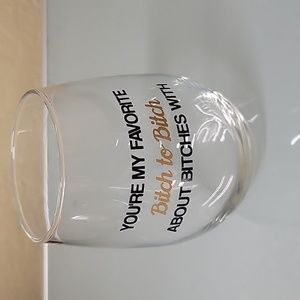 YOU'RE MY FAVORITE
Bitch to Bitch
ABOUT BITCHES WITH